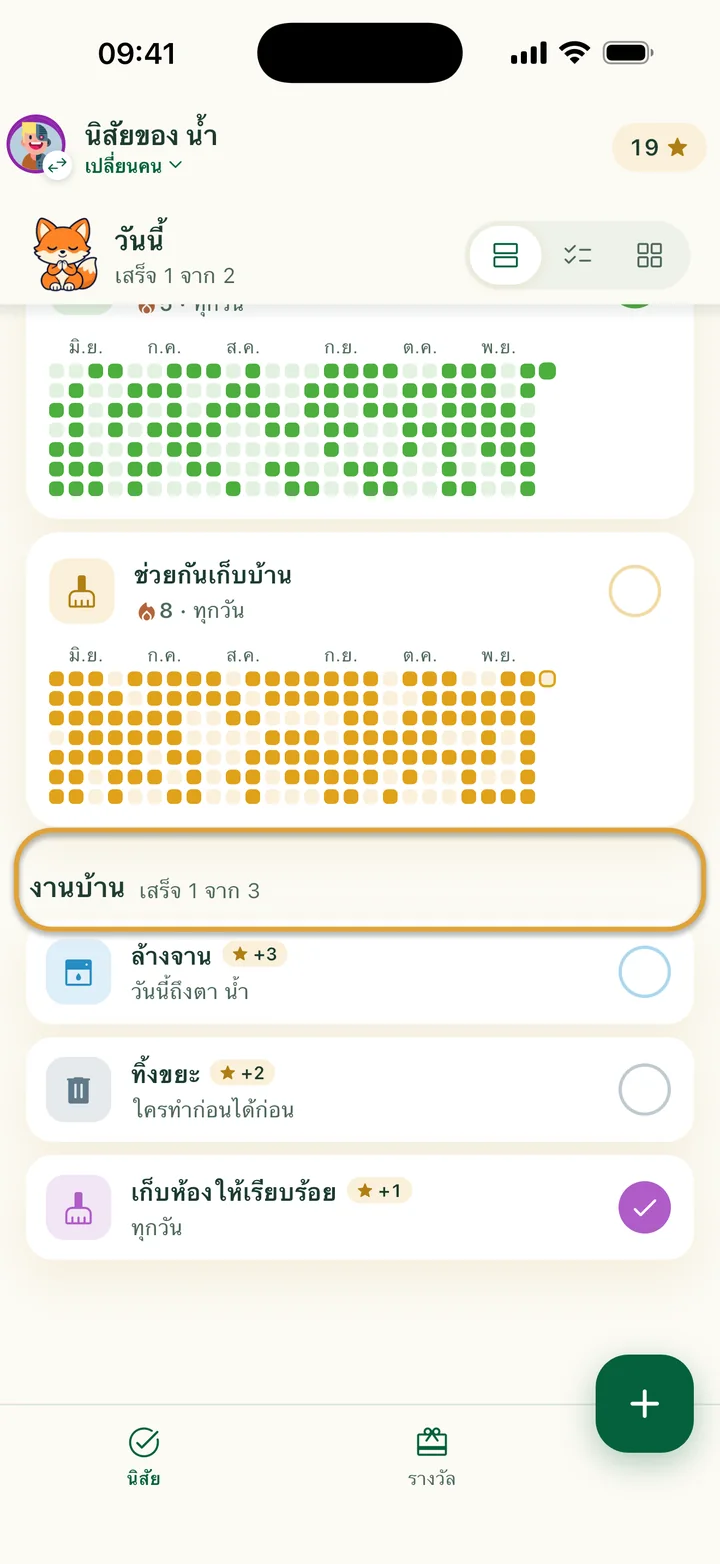 09:41
นิสัยของ น้ำ
เปลี่ยนคน
19
วันนี้
เสร็จ 1 จาก 2
5 · ทุกวัน
มิ.ย. ก.ค. ส.ค. ก.ย. ต.ค. พ.ย.
ช่วยกันเก็บบ้าน
8 · ทุกวัน
มิ.ย. ก.ค. ส.ค. ก.ย. ต.ค. พ.ย.
งานบ้าน เสร็จ 1 จาก 3
ล้างจาน +3
วันนี้ถึงตา น้ำ
ทิ้งขยะ +2
ใครทำก่อนได้ก่อน
เก็บห้องให้เรียบร้อย +1
ทุกวัน
นิสัย
รางวัล